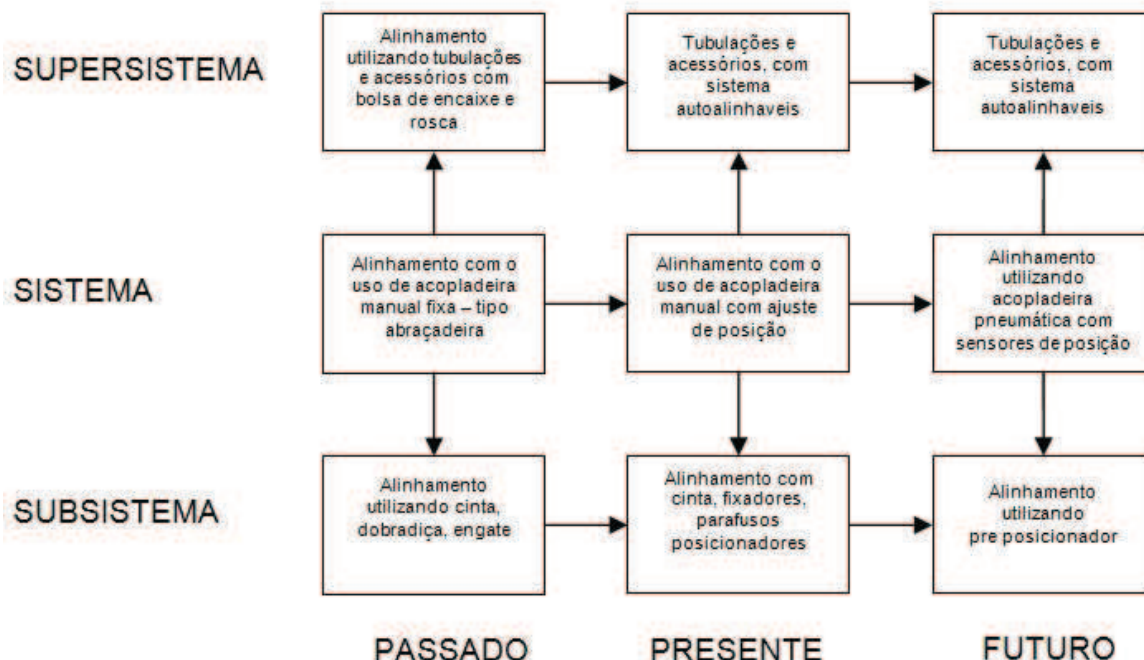 SUPERSISTEMA
Alinhamento
utilizando tubulações
e acessórios com
bolsa de encaixe e
rosca
Tubulações e
acessórios, com
sistema
autoalinhaveis
Tubulações e
acessórios, com
sistema
autoalinhaveis
SISTEMA
Alinhamento com o
uso de acopladeira
manual fixa – tipo
abraçadeira
Alinhamento com o
uso de acopladeira
manual com ajuste
de posição
Alinhamento
utilizando
acopladeira
pneumática com
sensores de posição
SUBSISTEMA
Alinhamento
utilizando cinta,
dobradiça, engate
Alinhamento com
cinta, fixadores,
parafusos
posicionadores
Alinhamento
utilizando
pre posicionador
PASSADO
PRESENTE
FUTURO